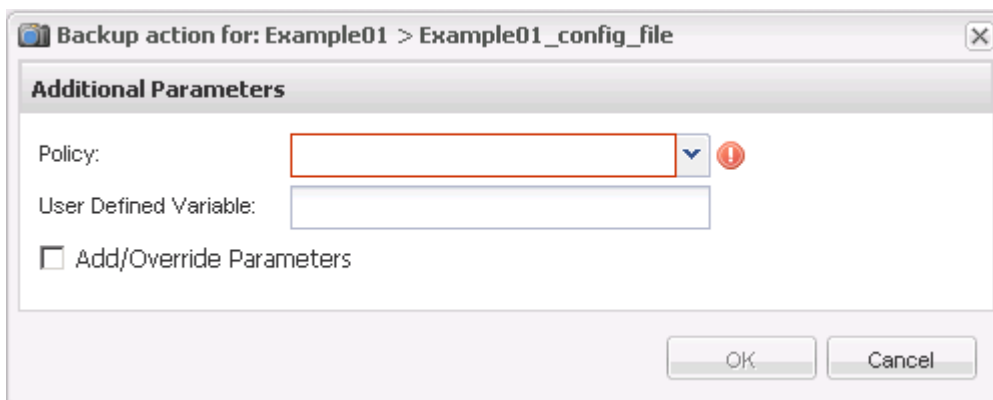 Backup action for: Example01 > Example01_config_file
Additional Parameters
Policy:
User Defined Variable:
Add/Override Parameters
OK Cancel